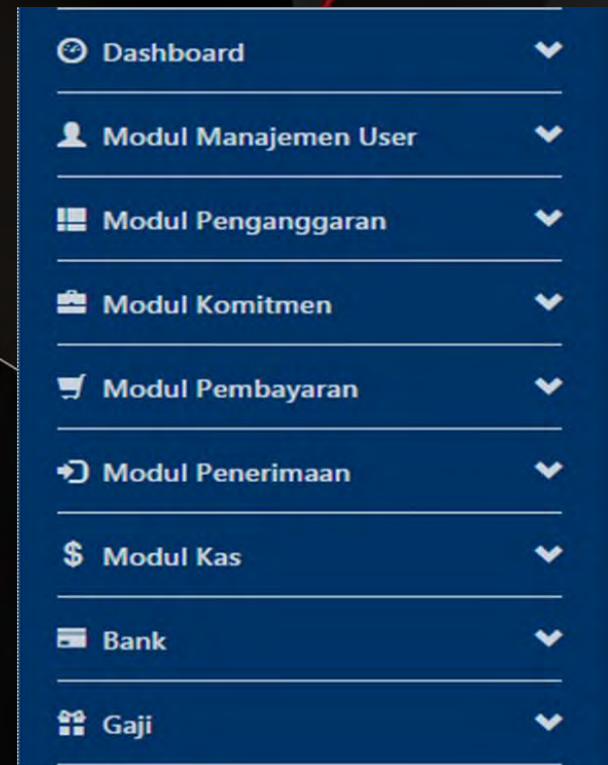 Dashboard
Modul Manajemen User
Modul Penganggaran
Modul Komitmen
Modul Pembayaran
Modul Penerimaan
$ Modul Kas
Bank
Gaji